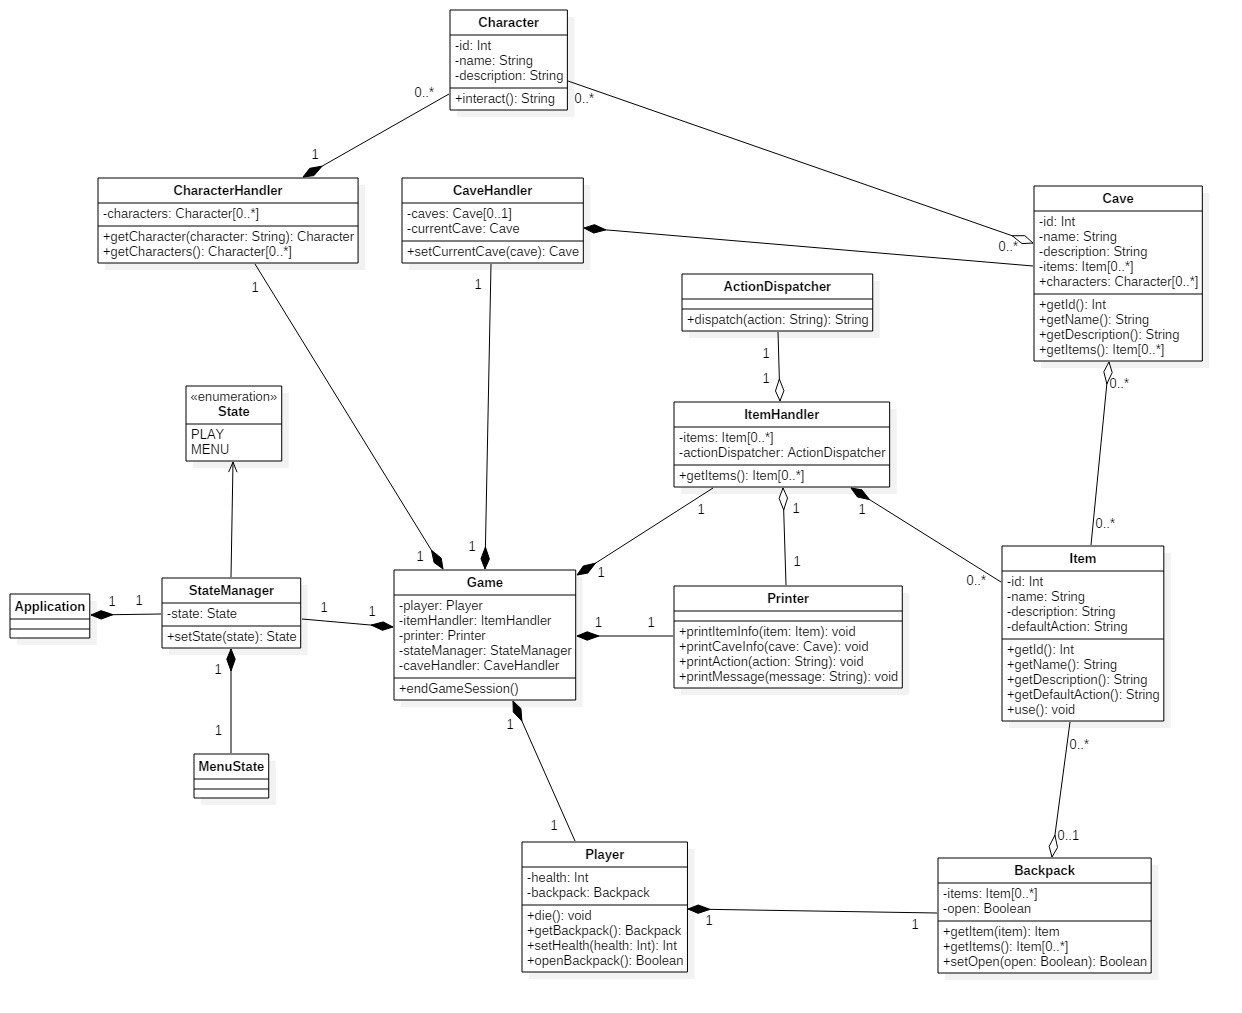 Character
-id: Int
-name: String
-description: String
+interact(): String
0..*
0..*
1
CharacterHandler
-characters: Character[0..*]
+getCharacter(character: String): Character
+getCharacters(): Character[0..*]
1
CaveHandler
-caves: Cave[0..1]
-currentCave: Cave
+setCurrentCave(cave): Cave
1
Cave
-id: Int
-name: String
-description: String
-items: Item[0..*]
+characters: Character[0..*]
+getId(): Int
+getName(): String
+getDescription(): String
+getItems(): Item[0..*]
0..*
0..*
ActionDispatcher
+dispatch(action: String): String
1
1
ItemHandler
-items: Item[0..*]
-actionDispatcher: ActionDispatcher
+getItems(): Item[0..*]
1
1
1
«enumeration»
State
PLAY
MENU
0..*
0..*
Item
-id: Int
-name: String
-description: String
-defaultAction: String
+getId(): Int
+getName(): String
+getDescription(): String
+getDefaultAction(): String
+use(): void
0..*
1
1
1
1
Application
1
1
StateManager
-state: State
+setState(state): State
1
1
1
1
MenuState
Game
-player: Player
-itemHandler: ItemHandler
-printer: Printer
-stateManager: StateManager
-caveHandler: CaveHandler
+endGameSession()
1
1
1
1
Printer
+printItemInfo(item: Item): void
+printCaveInfo(cave: Cave): void
+printAction(action: String): void
+printMessage(message: String): void
Player
-health: Int
-backpack: Backpack
+die(): void
+getBackpack(): Backpack
+setHealth(health: Int): Int
+openBackpack(): Boolean
1
1
0..1
Backpack
-items: Item[0..*]
-open: Boolean
+getItem(item): Item
+getItems(): Item[0..*]
+setOpen(open: Boolean): Boolean